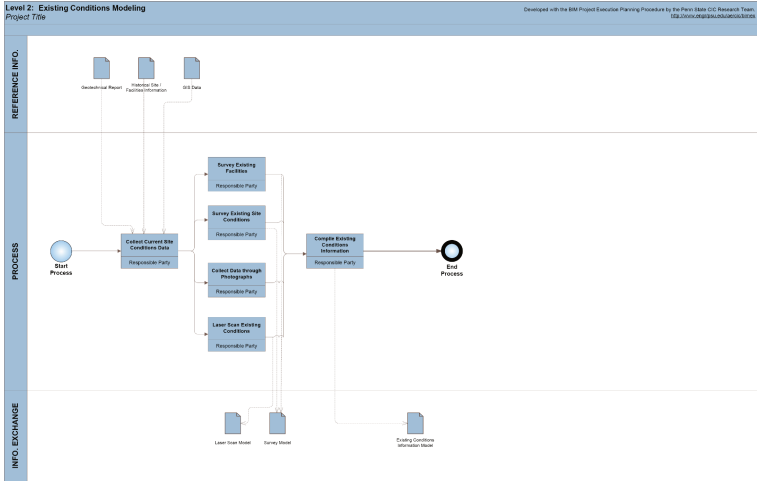 Level 2:  Existing Conditions Modeling
Project Title
Developed with the BIM Project Execution Planning Procedure by the Penn State CIC Research Team.
REFERENCE INFO.
Geotechnical Report
Historical Site /
Facilities Information
GIS Data
PROCESS
Start
Process
Collect Current Site
Conditions Data
Responsible Party
Survey Existing
Facilities
Responsible Party
Survey Existing Site
Conditions
Responsible Party
Collect Data through
Photographs
Responsible Party
Laser Scan Existing
Conditions
Responsible Party
Compile Existing
Conditions
Information
Responsible Party
End
Process
INFO. EXCHANGE
Laser Scan Model
Survey Model
Existing Conditions
Information Model